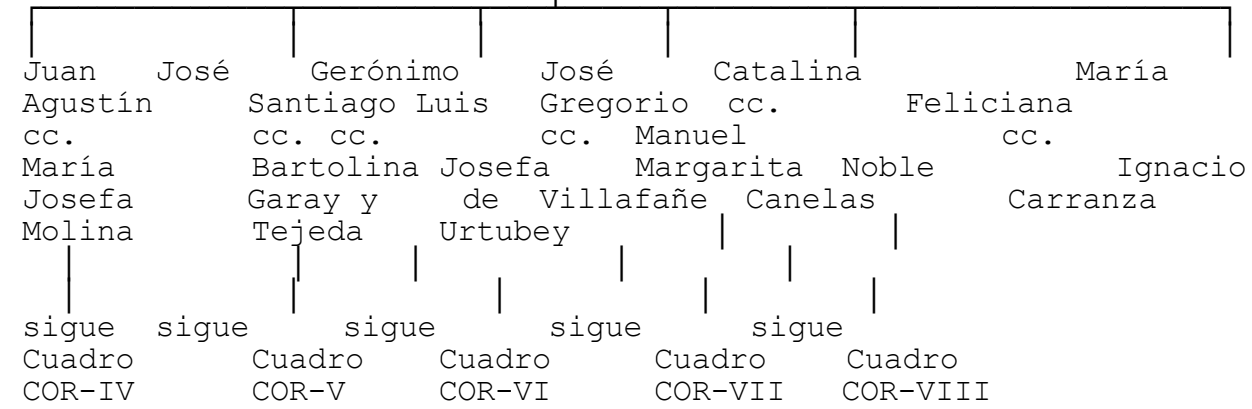 Juan José Gerónimo José Catalina María
Agustín Santiago Luis Gregorio cc. Feliciana
cc. cc. cc. cc. Manuel cc.
María Bartolina Josefa Margarita Noble Ignacio
Josefa Garay y de Villafañe Canelas Carranza
Molina Tejeda Urtubey
sigue sigue sigue sigue sigue
Cuadro Cuadro Cuadro Cuadro Cuadro
COR-IV COR-V COR-VI COR-VII COR-VIII